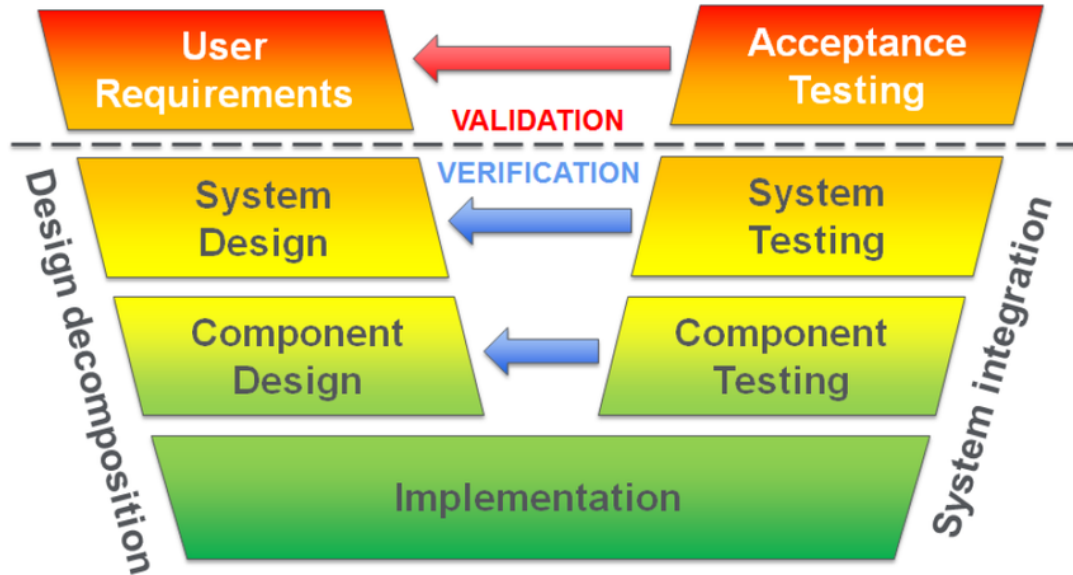 User
Requirements
Acceptance
Testing
VALIDATION
VERIFICATION
System
Design
System
Testing
Design decomposition
Component
Design
Component
Testing
System integration
Implementation